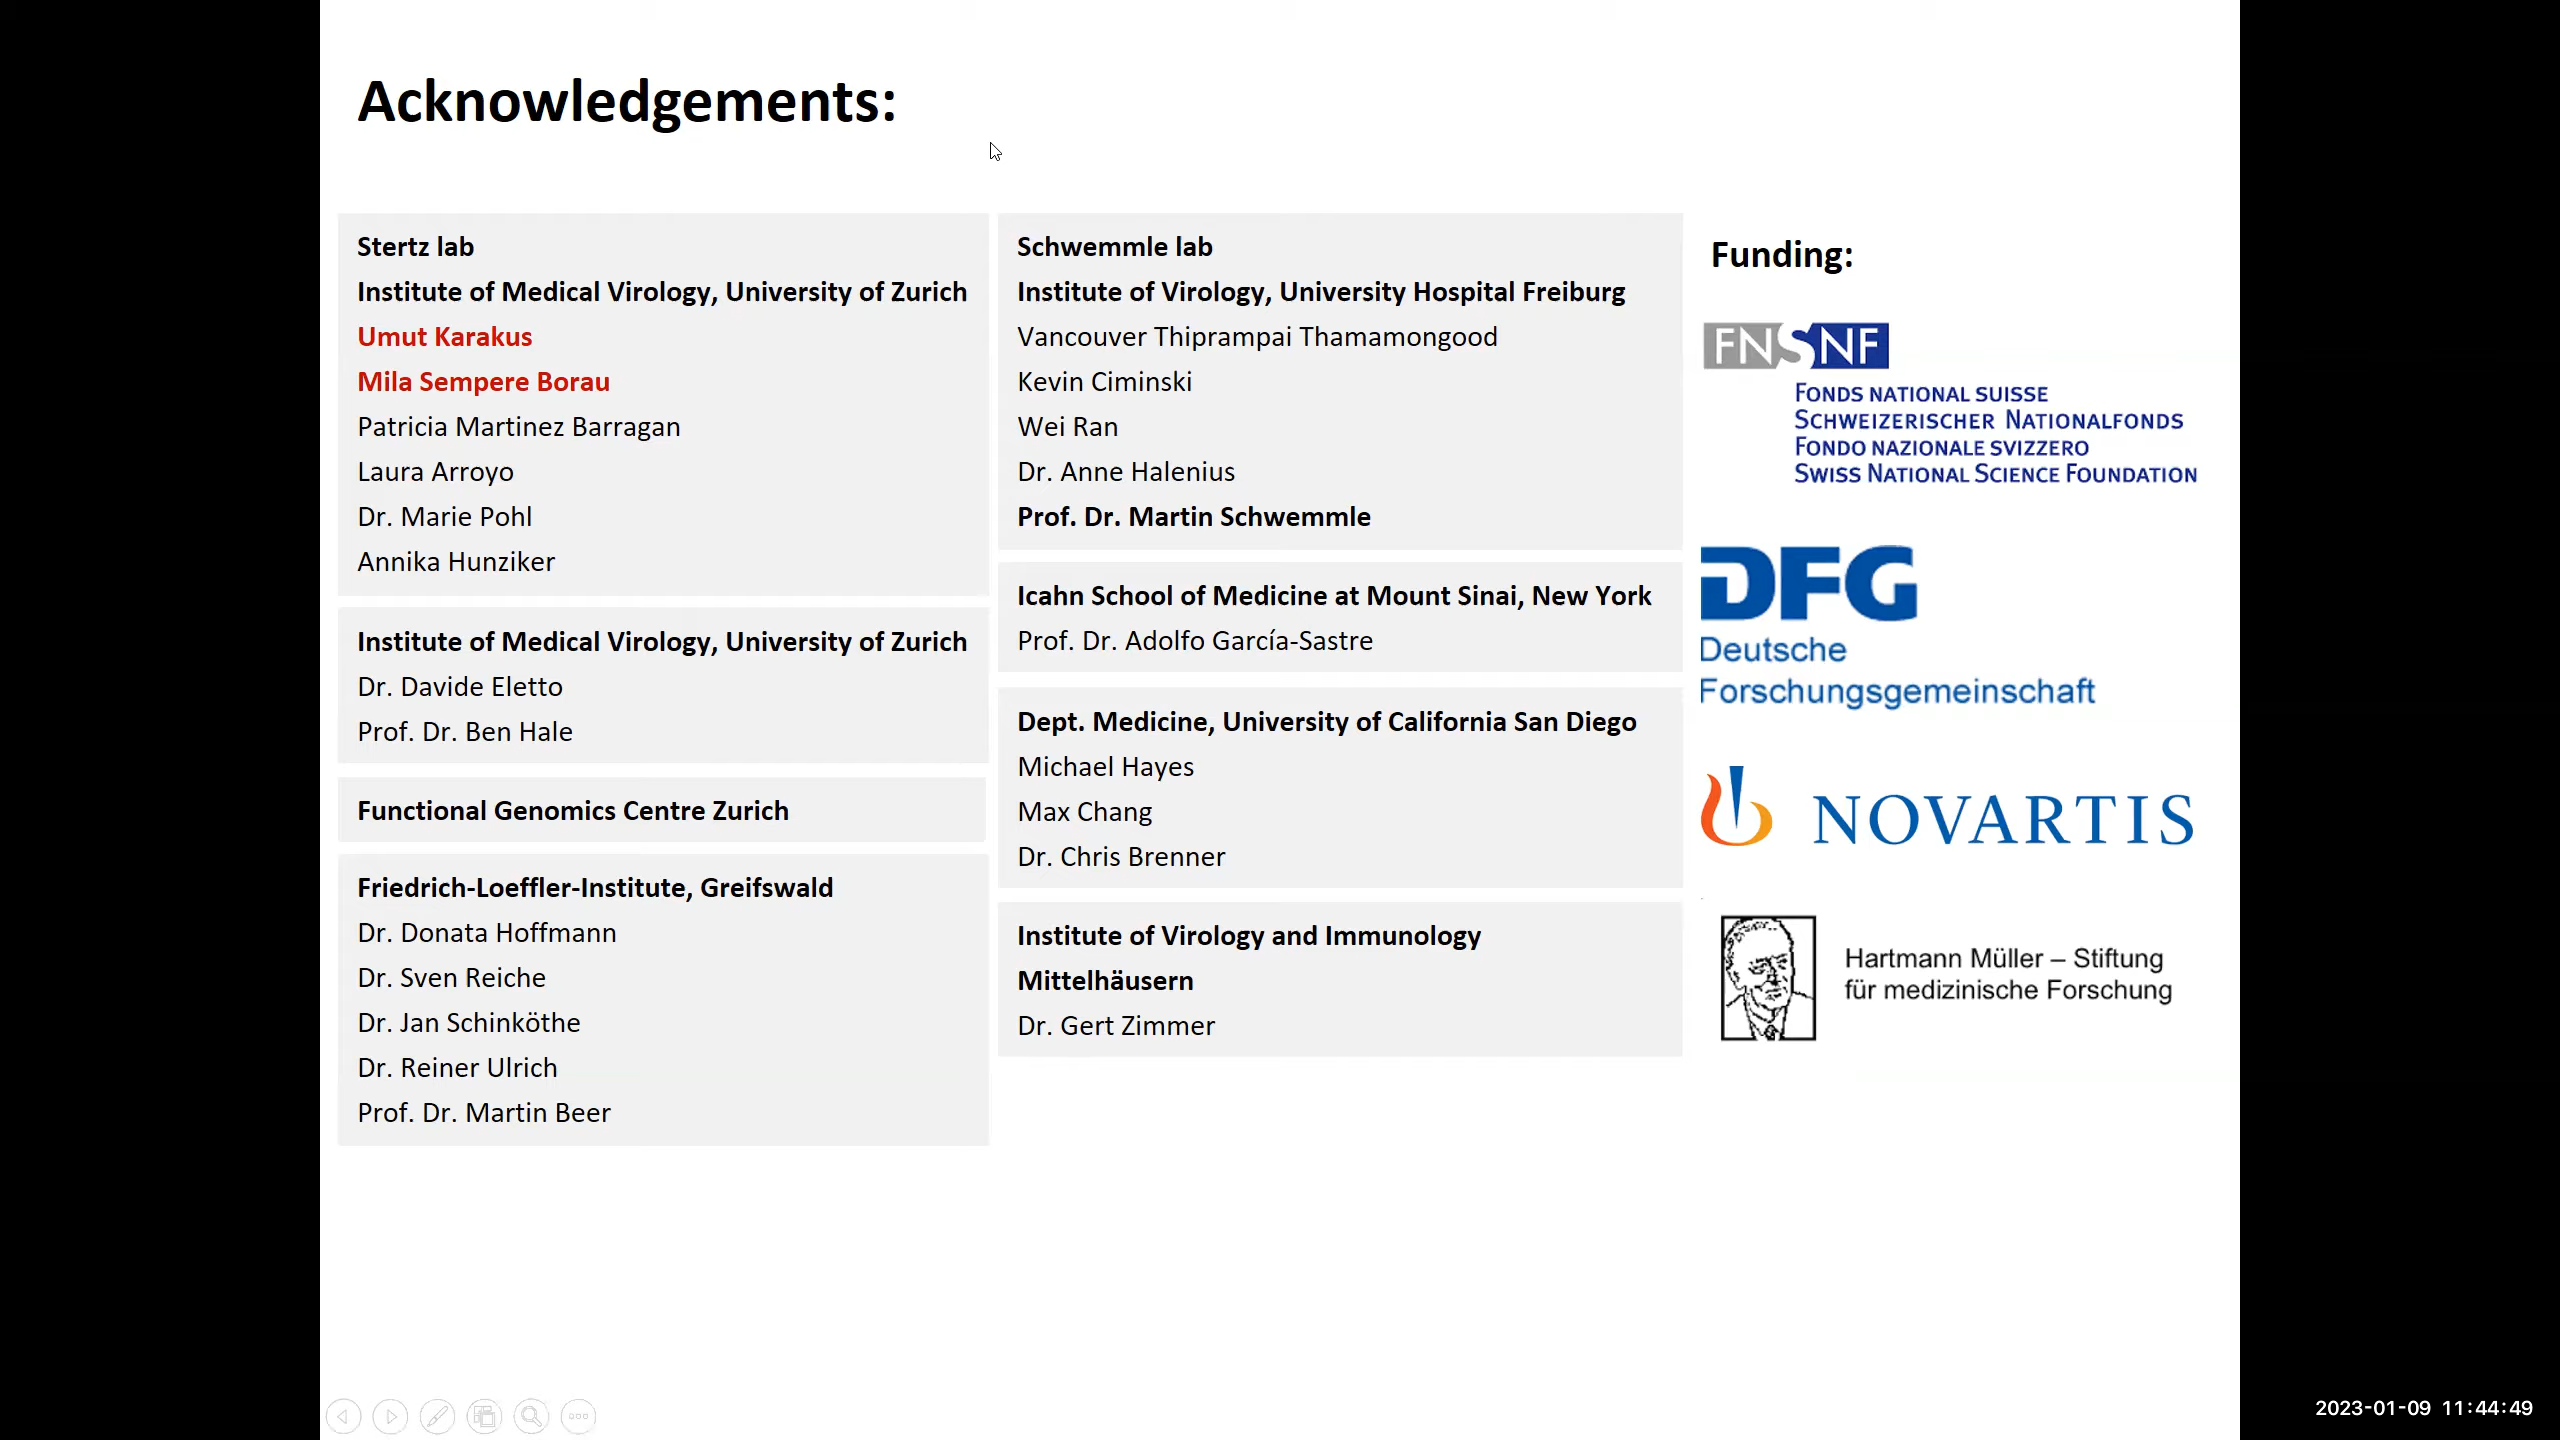 Acknowledgements:
Stertz lab
Institute of Medical Virology, University of Zurich
Umut Karakus
Mila Sempere Borau
Patricia Martinez Barragan
Laura Arroyo
Dr. Marie Pohl
Annika Hunziker
Institute of Medical Virology, University of Zurich
Dr. Davide Eletto
Prof. Dr. Ben Hale
Functional Genomics Centre Zurich
Friedrich-Loeffler-Institute, Greifswald
Dr. Donata Hoffmann
Dr. Sven Reiche
Dr. Jan Schinköthe
Dr. Reiner Ulrich
Prof. Dr. Martin Beer
Schwemmle lab
Institute of Virology, University Hospital Freiburg
Vancouver Thiprampai Thamamongood
Kevin Ciminski
Wei Ran
Dr. Anne Halenius
Prof. Dr. Martin Schwemmle
Icahn School of Medicine at Mount Sinai, New York
Prof. Dr. Adolfo García-Sastre
Dept. Medicine, University of California San Diego
Michael Hayes
Max Chang
Dr. Chris Brenner
Institute of Virology and Immunology
Mittelhäusern
Dr. Gert Zimmer
Funding:
FNSNF
FONDS NATIONAL SUISSE
SCHWEIZERISCHER NATIONALFONDS
FONDO NAZIONALE SVIZZERO
SWISS NATIONAL SCIENCE FOUNDATION
DFG
Deutsche
Forschungsgemeinschaft
NOVARTIS
Hartmann Müller – Stiftung
für medizinische Forschung
2023-01-09 11:44:49